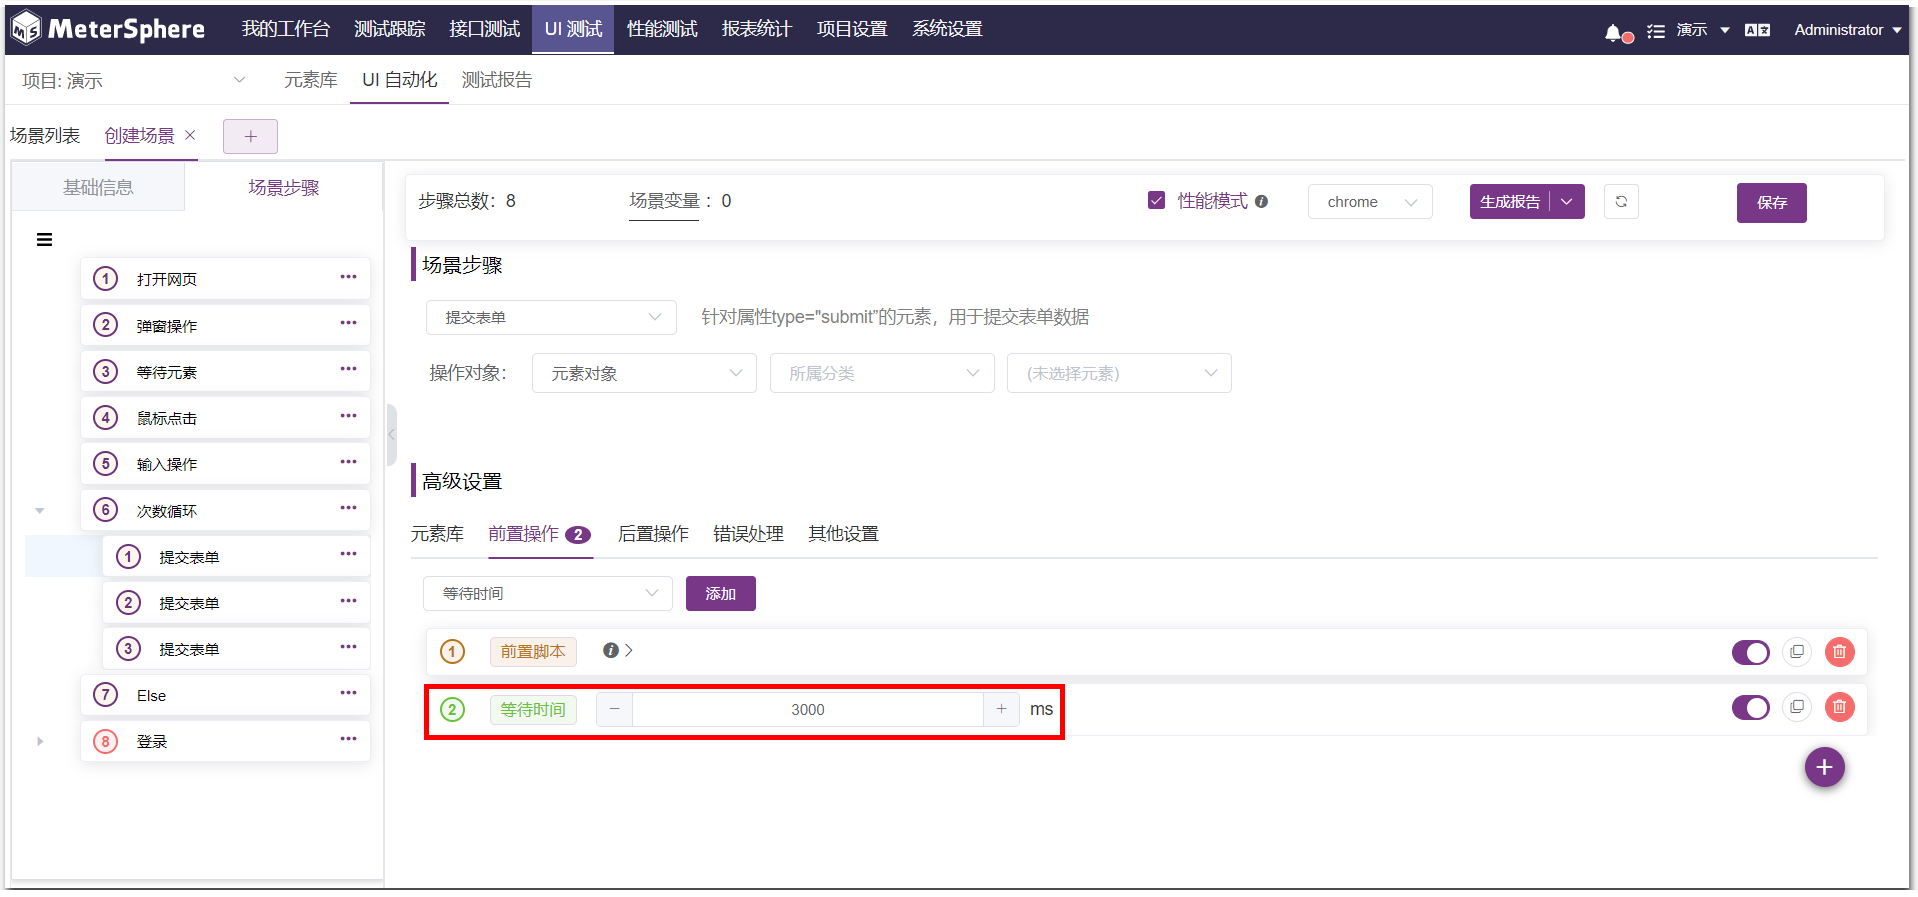 MeterSphere 我的工作台 测试跟踪 接口测试 UI 测试 性能测试 报表统计 项目设置 系统设置 演示 Administrator
项目: 演示 元素库 UI 自动化 测试报告
场景列表 创建场景 × +
基础信息 场景步骤
步骤总数: 8 场景变量 : 0 性能模式 chrome 生成报告 保存
1 打开网页 •••
2 弹窗操作 •••
3 等待元素 •••
4 鼠标点击 •••
5 输入操作 •••
6 次数循环 •••
1 提交表单 •••
2 提交表单 •••
3 提交表单 •••
7 Else •••
8 登录 •••
场景步骤
提交表单 针对属性type="submit”的元素，用于提交表单数据
操作对象: 元素对象 所属分类 (未选择元素)
高级设置
元素库 前置操作 2 后置操作 错误处理 其他设置
等待时间 添加
1 前置脚本
2 等待时间 − 3000 + ms
+